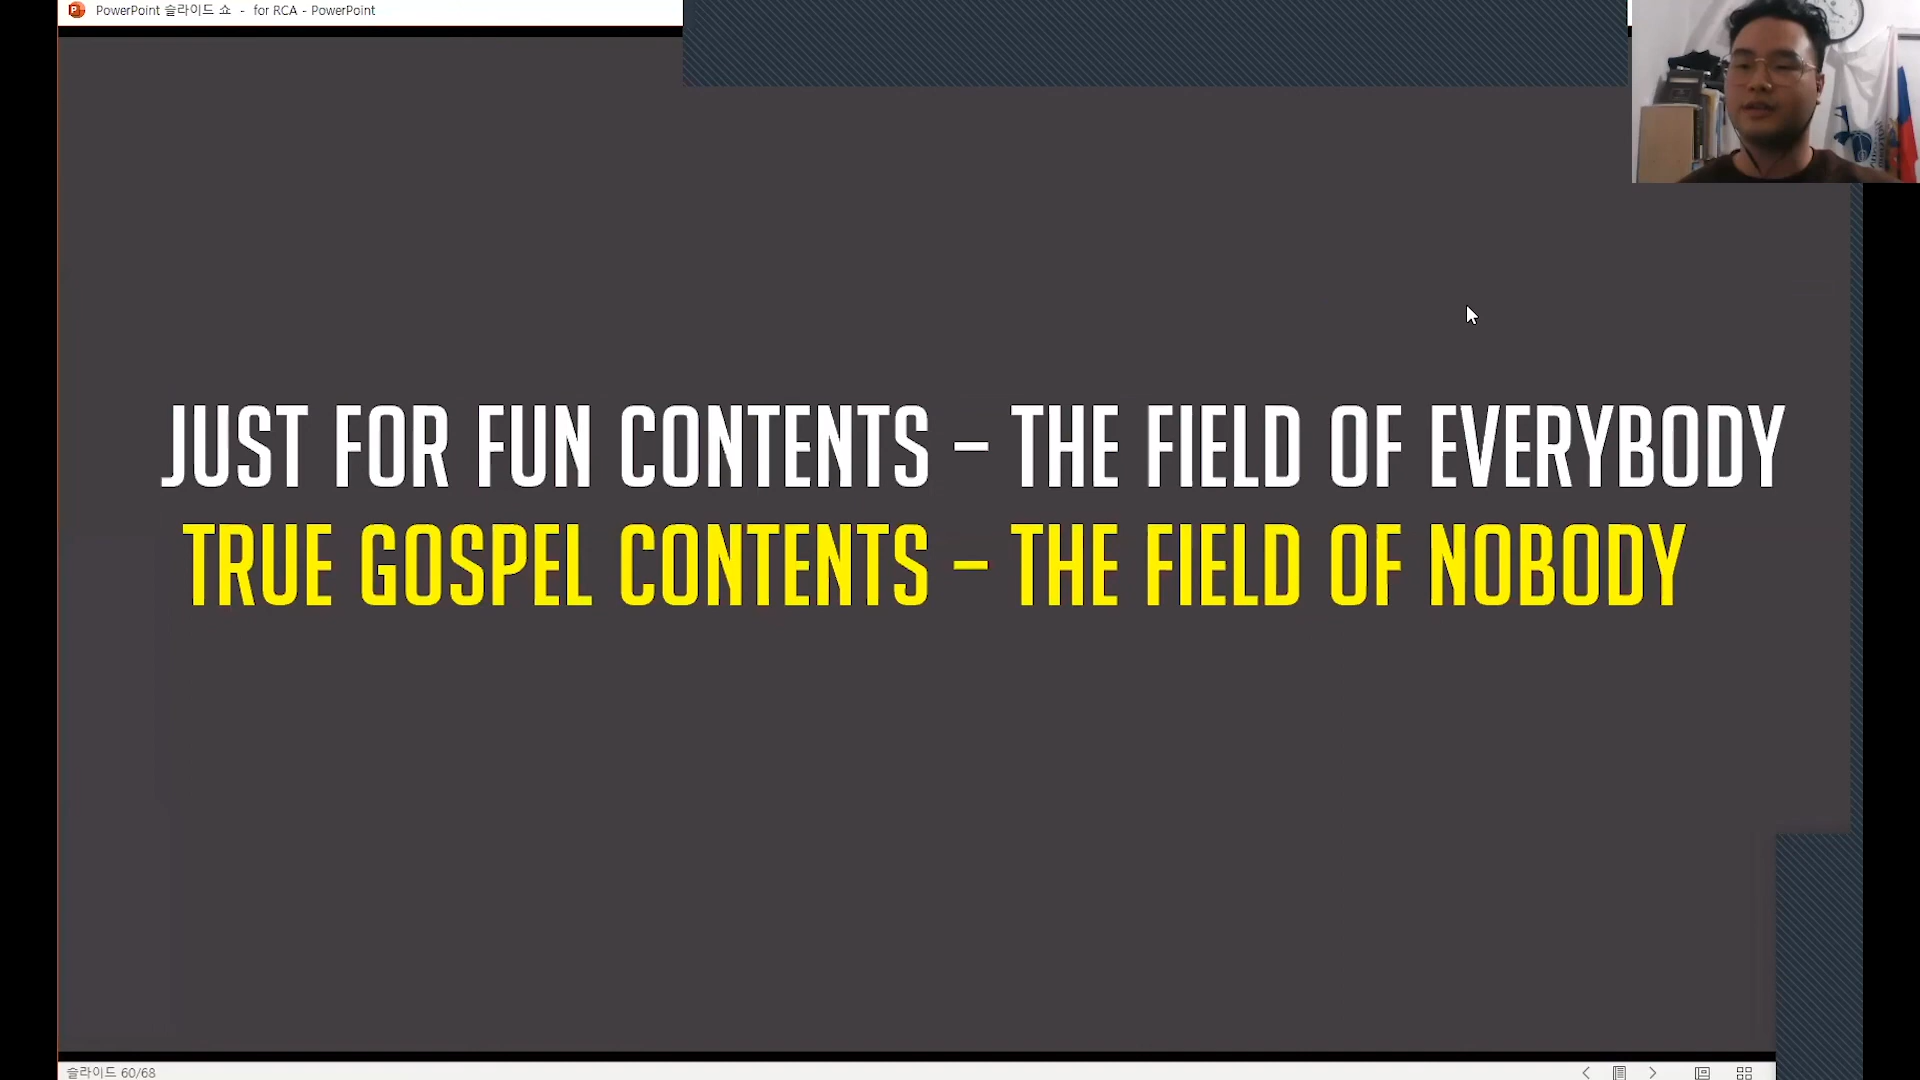 PowerPoint 슬라이드 쇼 - for RCA - PowerPoint
JUST FOR FUN CONTENTS – THE FIELD OF EVERYBODY
TRUE GOSPEL CONTENTS – THE FIELD OF NOBODY
슬라이드 60/68